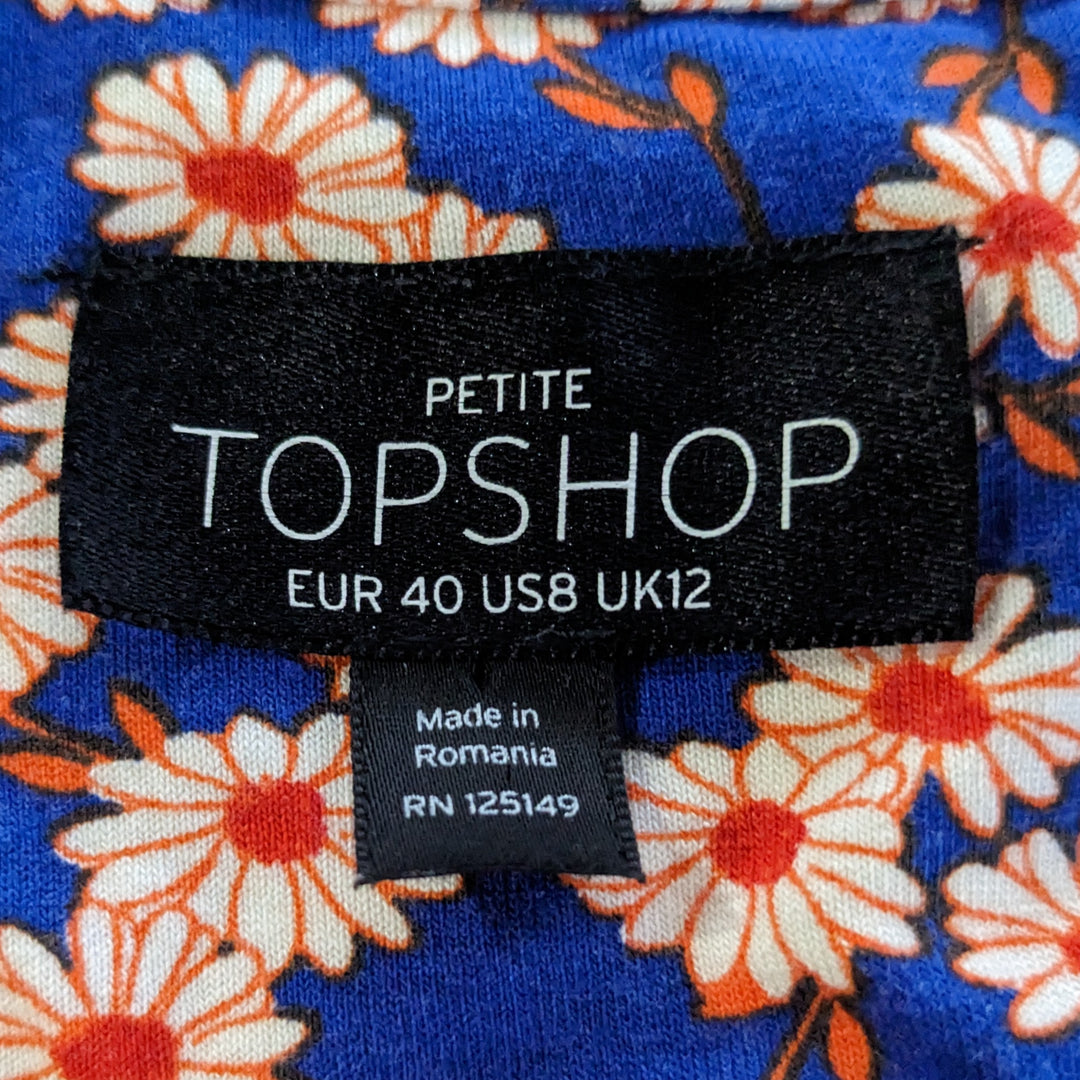 PETITE
TOPSHOP
EUR 40 US8 UK12
Made in
Romania
RN 125149